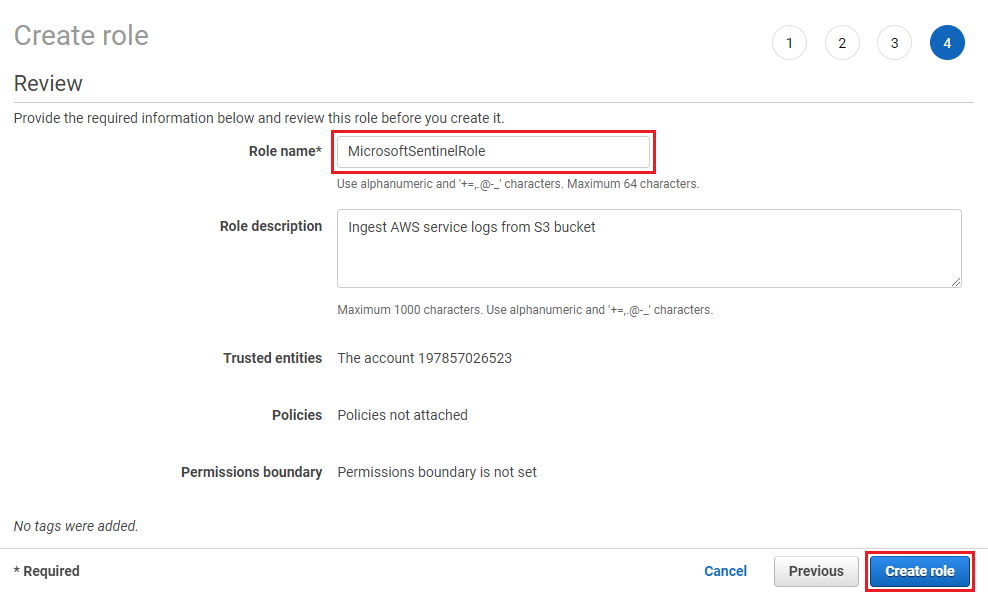 Create role
1 2 3 4
Review
Provide the required information below and review this role before you create it.
Role name* MicrosoftSentinelRole
Use alphanumeric and '+=,.@-_' characters. Maximum 64 characters.
Role description Ingest AWS service logs from S3 bucket
Maximum 1000 characters. Use alphanumeric and '+=,.@-_' characters.
Trusted entities The account 197857026523
Policies Policies not attached
Permissions boundary Permissions boundary is not set
No tags were added.
* Required Cancel Previous Create role